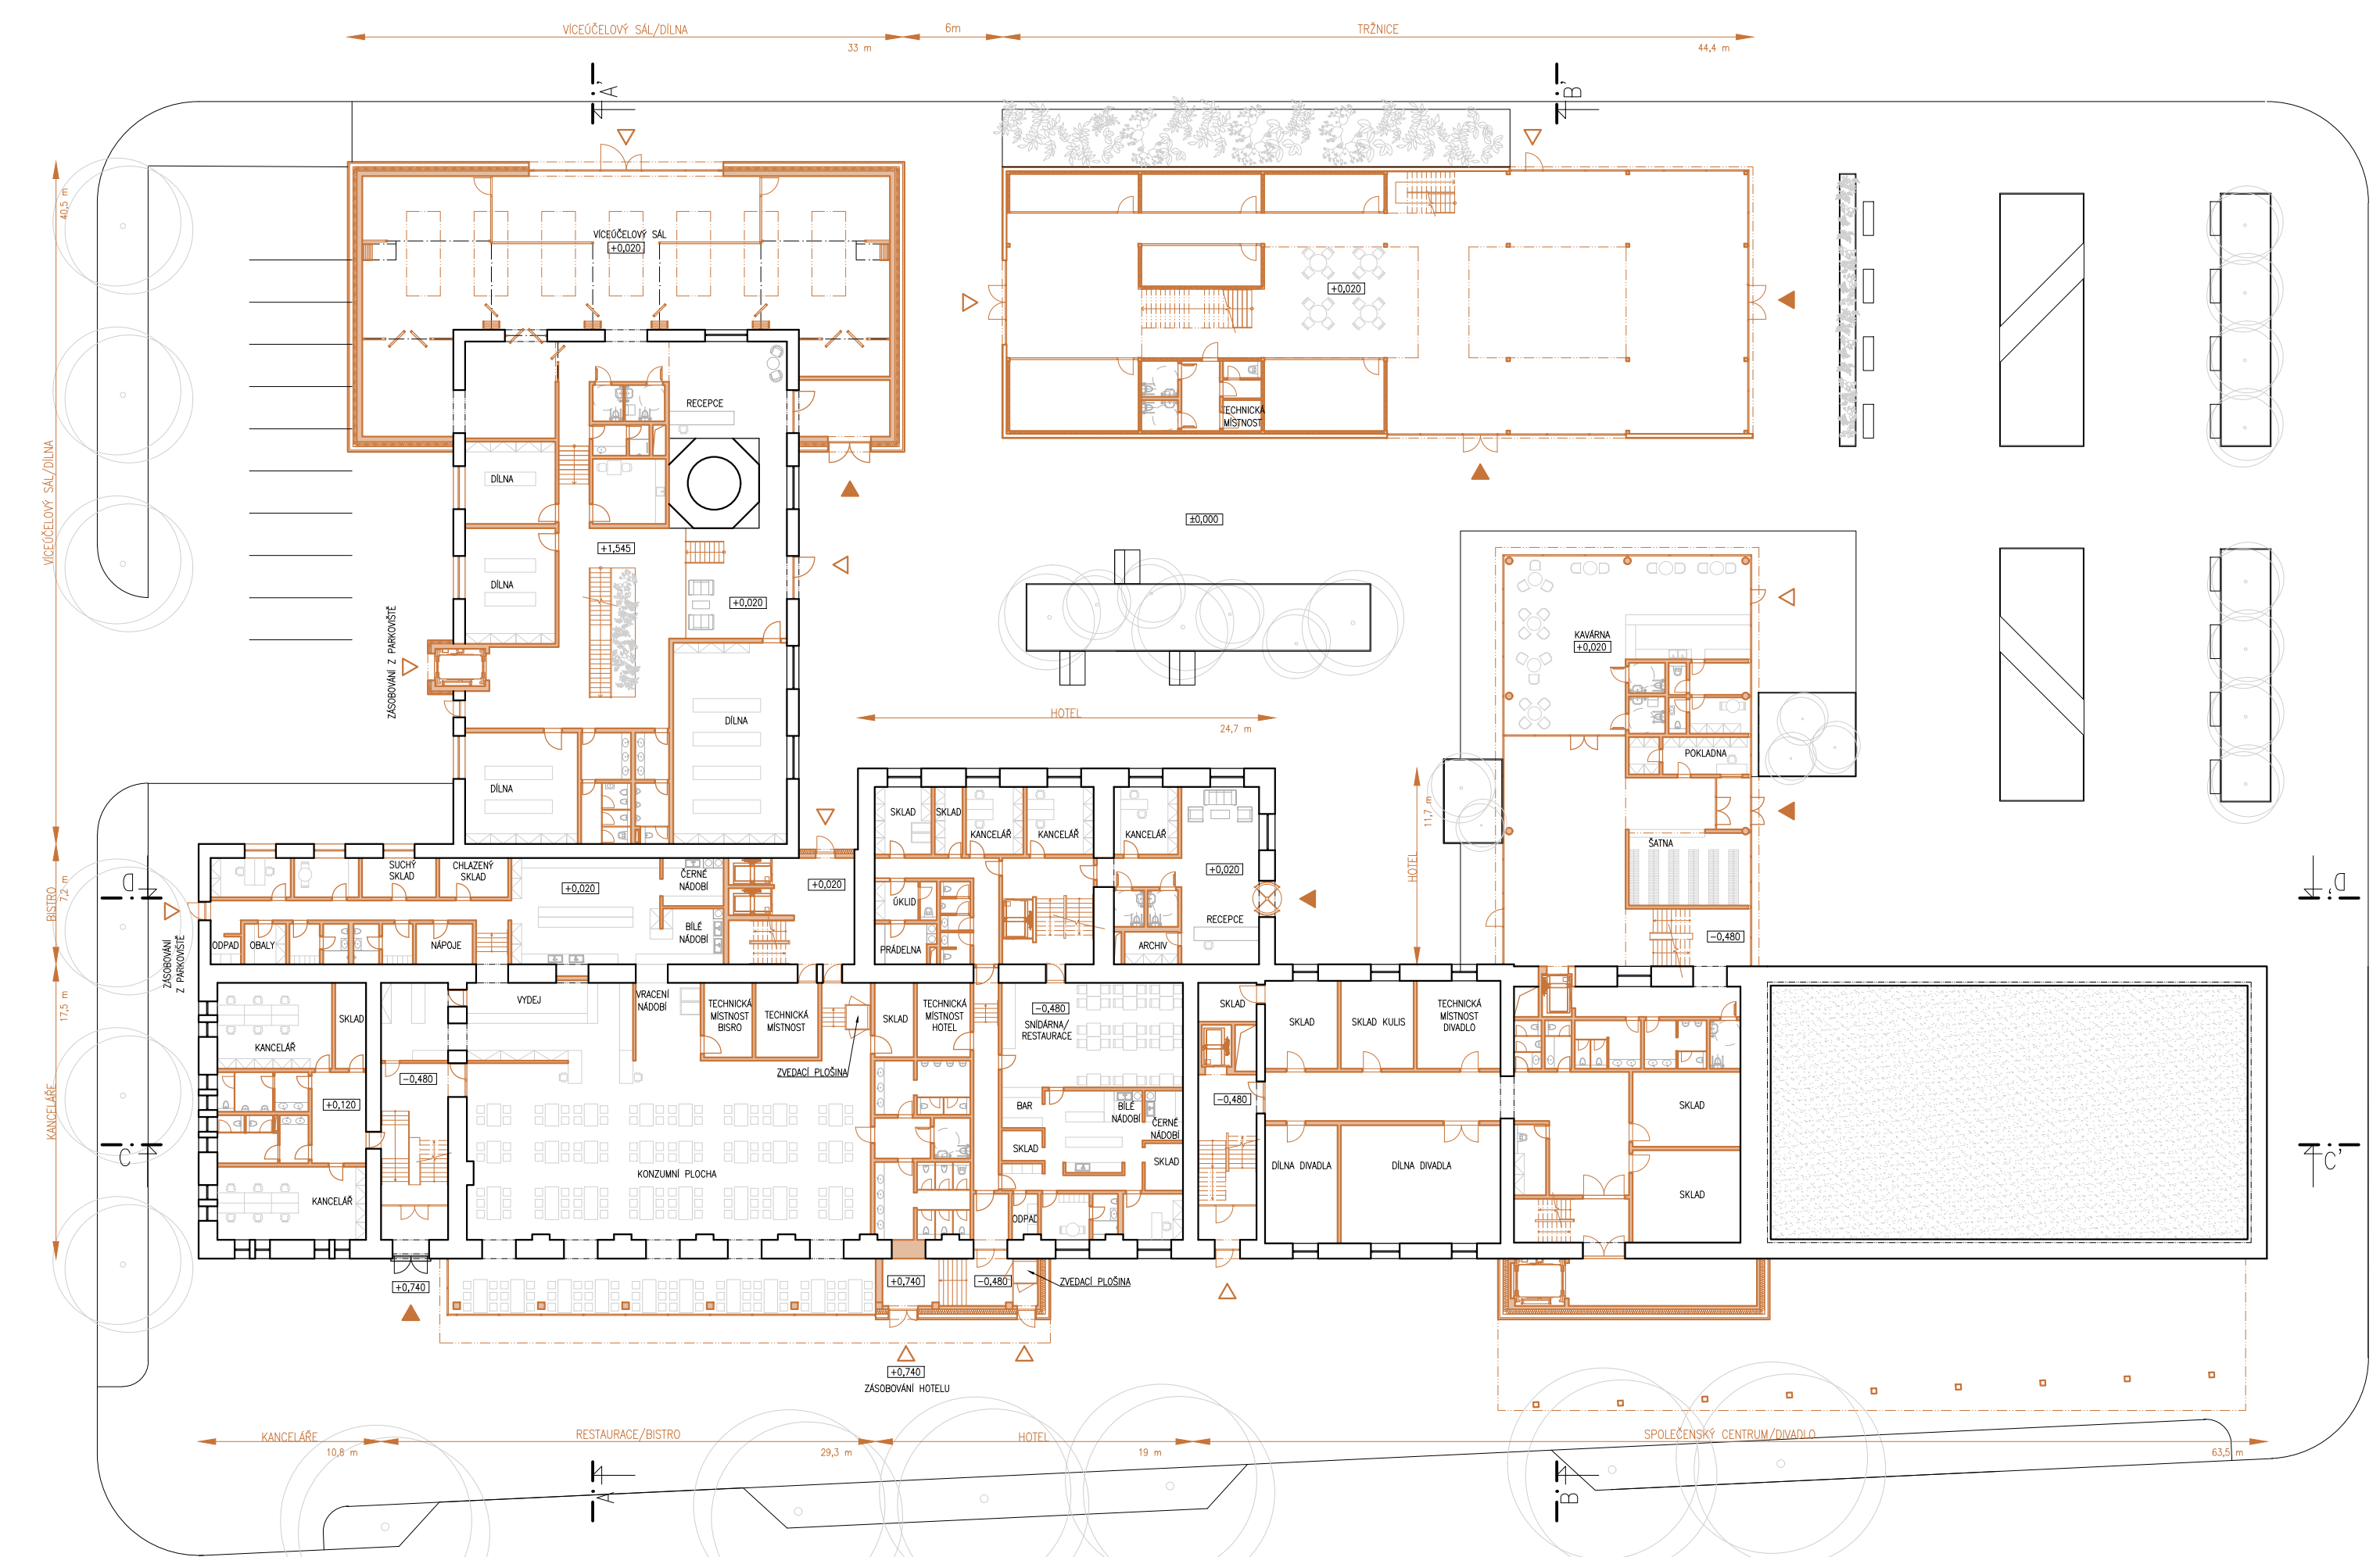 VÍCEÚČELOVÝ SÁL/DÍLNA
33 m
6m
TRŽNICE
44,4 m
A'
B'
40,5 m
VÍCEÚČELOVÝ SÁL/DÍLNA
VÍCEÚČELOVÝ SÁL
+0,020
+0,020
RECEPCE
TECHNICKÁ
MÍSTNOST
DÍLNA
±0,000
+1,545
DÍLNA
+0,020
ZÁSOBOVÁNÍ Z PARKOVIŠTĚ
KAVÁRNA
+0,020
DÍLNA
HOTEL
24,7 m
POKLADNA
DÍLNA
SKLAD
SKLAD
KANCELÁŘ
KANCELÁŘ
KANCELÁŘ
11,7 m
HOTEL
ŠATNA
BISTRO
7,2 m
SUCHÝ
SKLAD
CHLAZENÝ
SKLAD
+0,020
ČERNÉ
NÁDOBÍ
+0,020
+0,020
D
D'
ÚKLID
RECEPCE
BÍLÉ
NÁDOBÍ
PRÁDELNA
ARCHIV
-0,480
ODPAD
OBALY
NÁPOJE
ZÁSOBOVÁNÍ
Z PARKOVIŠTĚ
17,5 m
KANCELÁŘE
VYDEJ
VRACENÍ
NÁDOBÍ
TECHNICKÁ
MÍSTNOST
BISRO
TECHNICKÁ
MÍSTNOST
SKLAD
TECHNICKÁ
MÍSTNOST
HOTEL
-0,480
SNÍDÁRNA/
RESTAURACE
SKLAD
SKLAD
SKLAD KULIS
TECHNICKÁ
MÍSTNOST
DIVADLO
KANCELÁŘ
SKLAD
ZVEDACÍ PLOŠINA
-0,480
+0,120
BAR
BÍLÉ
NÁDOBÍ
ČERNÉ
NÁDOBÍ
-0,480
SKLAD
C
C'
SKLAD
SKLAD
KONZUMNÍ PLOCHA
DÍLNA DIVADLA
DÍLNA DIVADLA
KANCELÁŘ
SKLAD
ODPAD
+0,740
+0,740
-0,480
ZVEDACÍ PLOŠINA
+0,740
ZÁSOBOVÁNÍ HOTELU
KANCELÁŘE
10,8 m
RESTAURACE/BISTRO
29,3 m
HOTEL
19 m
SPOLEČENSKÝ CENTRUM/DIVADLO
63,5 m
A
B